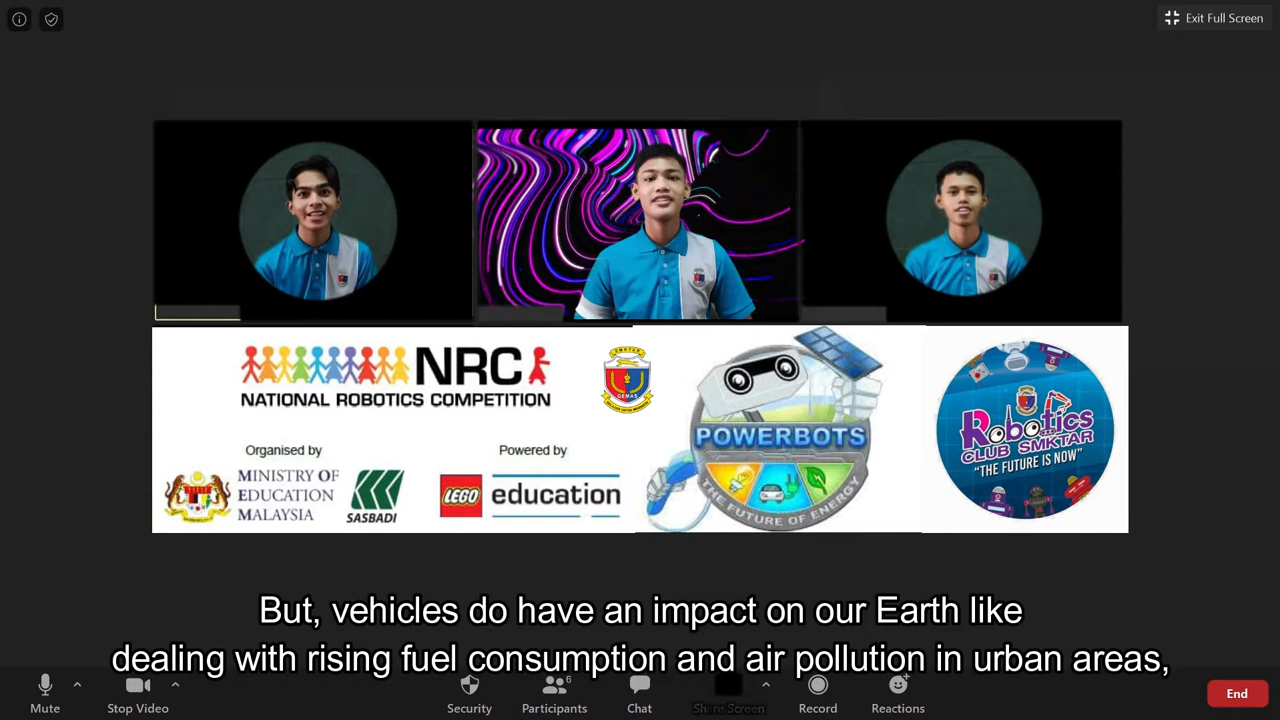 Exit Full Screen
NRC
NATIONAL ROBOTICS COMPETITION
Organised by
Powered by
MINISTRY OF
EDUCATION
MALAYSIA
SASBADI
LEGO education
SMKTAR
GEMAS
POWERBOTS
THE FUTURE OF ENERGY
Robotics
CLUB SMKTAR
"THE FUTURE IS NOW"
But, vehicles do have an impact on our Earth like
dealing with rising fuel consumption and air pollution in urban areas,
6
Mute
Stop Video
Security
Participants
Chat
Share Screen
Record
Reactions
End